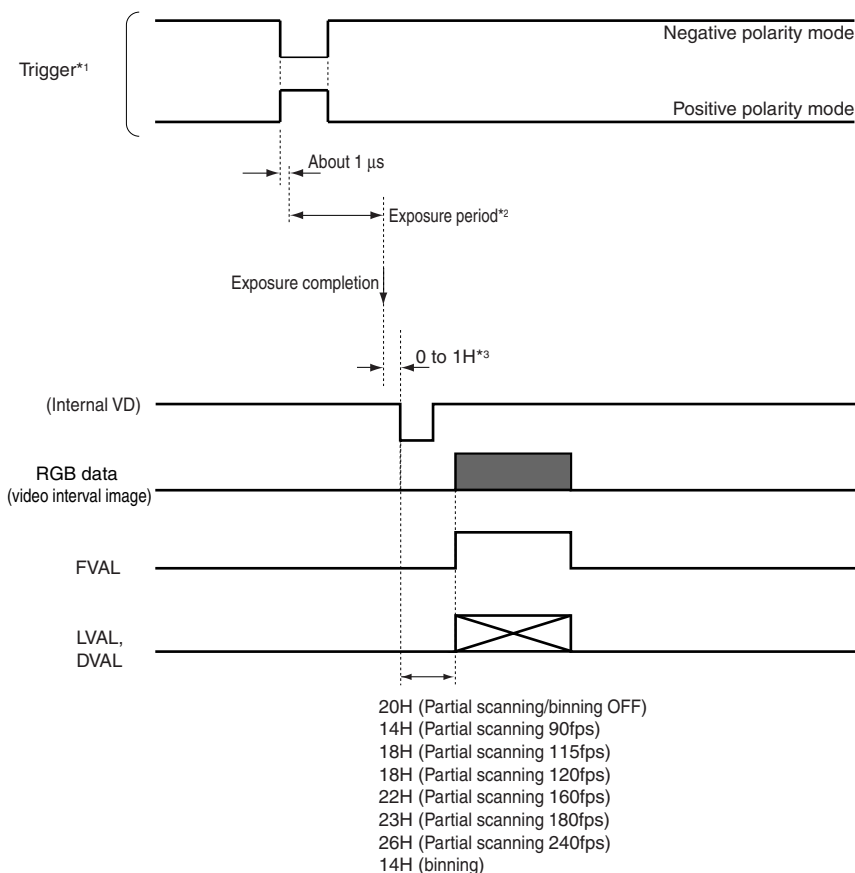 Negative polarity mode
Trigger*1
Positive polarity mode
About 1 μs
Exposure period*2
Exposure completion
0 to 1H*3
(Internal VD)
RGB data
(video interval image)
FVAL
LVAL,
DVAL
20H (Partial scanning/binning OFF)
14H (Partial scanning 90fps)
18H (Partial scanning 115fps)
18H (Partial scanning 120fps)
22H (Partial scanning 160fps)
23H (Partial scanning 180fps)
26H (Partial scanning 240fps)
14H (binning)